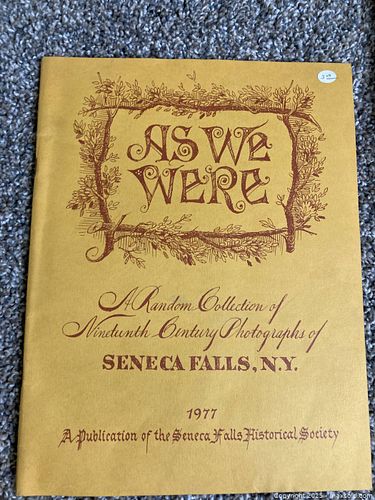 AS WE
WERE
A Random Collection of
Nineteenth Century Photographs of
SENECA FALLS, N.Y.
1977
A Publication of the Seneca Falls Historical Society